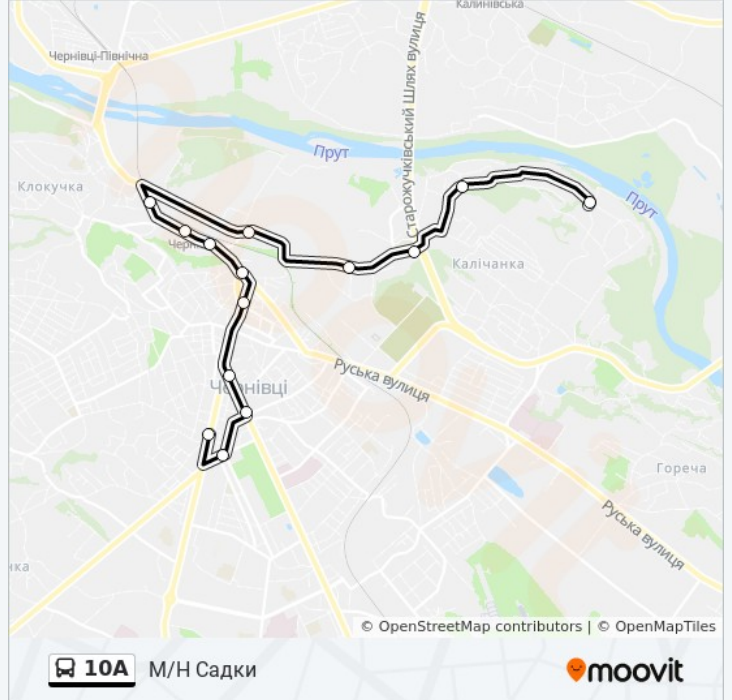 Калинівська
Чернівці-Північна
Старожучківський Шлях вулиця
Прут
Клокучка
Прут
Калічанка
Руська вулиця
Чернівці
Гореча
Руська вулиця
нка
© OpenStreetMap contributors | © OpenMapTiles
10A М/Н Садки
moovit